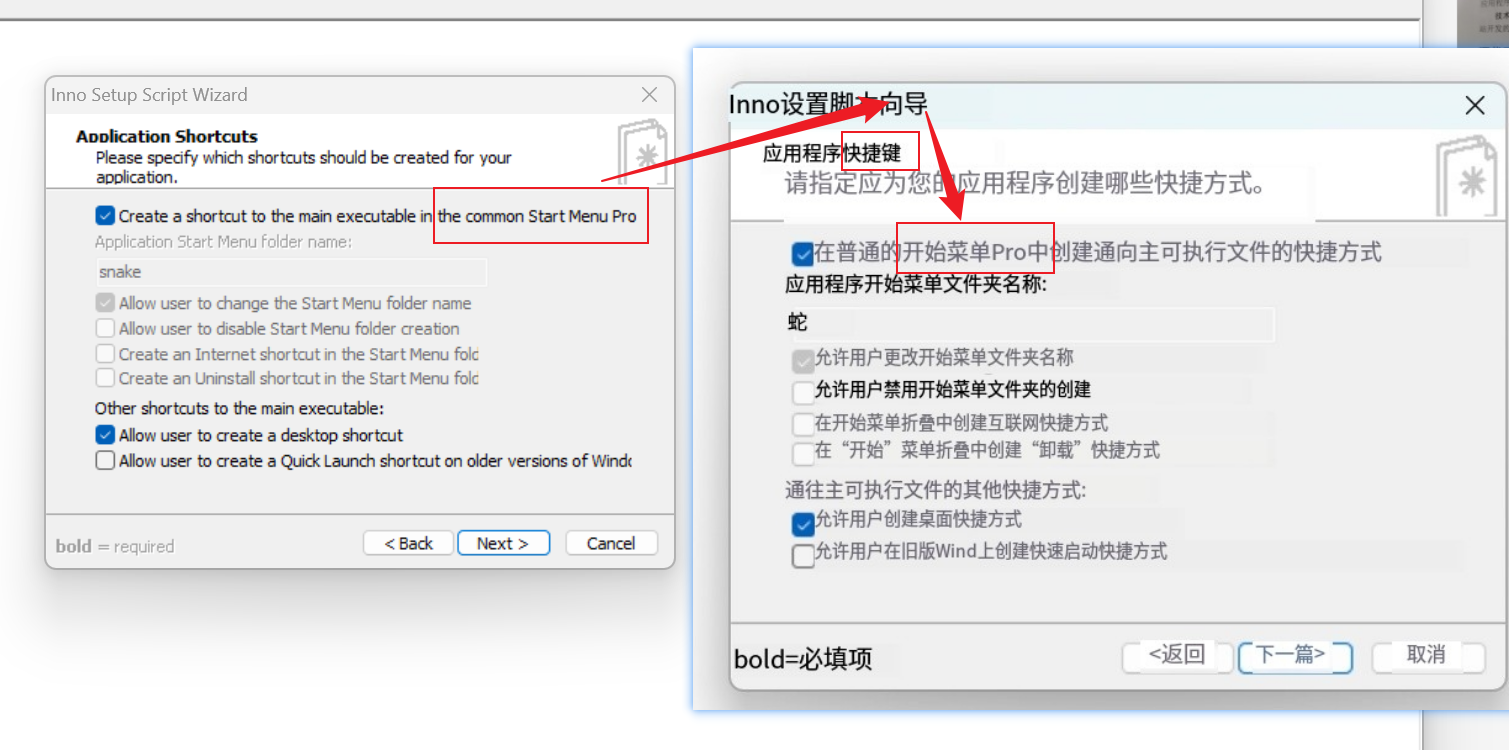 Inno Setup Script Wizard
Application Shortcuts
Please specify which shortcuts should be created for your
application.
Create a shortcut to the main executable in the common Start Menu Pro
Application Start Menu folder name:
snake
Allow user to change the Start Menu folder name
Allow user to disable Start Menu folder creation
Create an Internet shortcut in the Start Menu fold
Create an Uninstall shortcut in the Start Menu fold
Other shortcuts to the main executable:
Allow user to create a desktop shortcut
Allow user to create a Quick Launch shortcut on older versions of Windo
bold = required
< Back
Next >
Cancel
Inno设置脚本向导
应用程序快捷键
请指定应为您的应用程序创建哪些快捷方式。
在普通的开始菜单Pro中创建通向主可执行文件的快捷方式
应用程序开始菜单文件夹名称:
蛇
允许用户更改开始菜单文件夹名称
允许用户禁用开始菜单文件夹的创建
在开始菜单折叠中创建互联网快捷方式
在“开始”菜单折叠中创建“卸载”快捷方式
通往主可执行文件的其他快捷方式:
允许用户创建桌面快捷方式
允许用户在旧版Wind上创建快速启动快捷方式
bold=必填项
<返回
下一篇>
取消